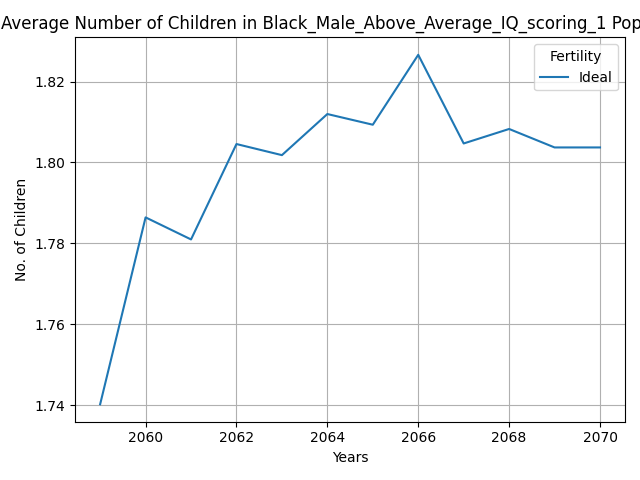 Average Number of Children in Black_Male_Above_Average_IQ_scoring_1 Pop
Fertility
Ideal
1.82
1.80
1.78
1.76
1.74
No. of Children
2060 2062 2064 2066 2068 2070
Years